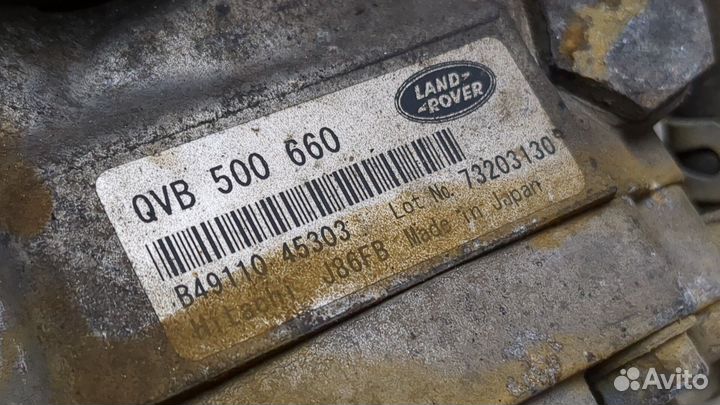 LAND-
-ROVER
QVB 500 660
B49110 45303 Lot No. 73203130
Hitachi J86FB Made in Japan
Avito